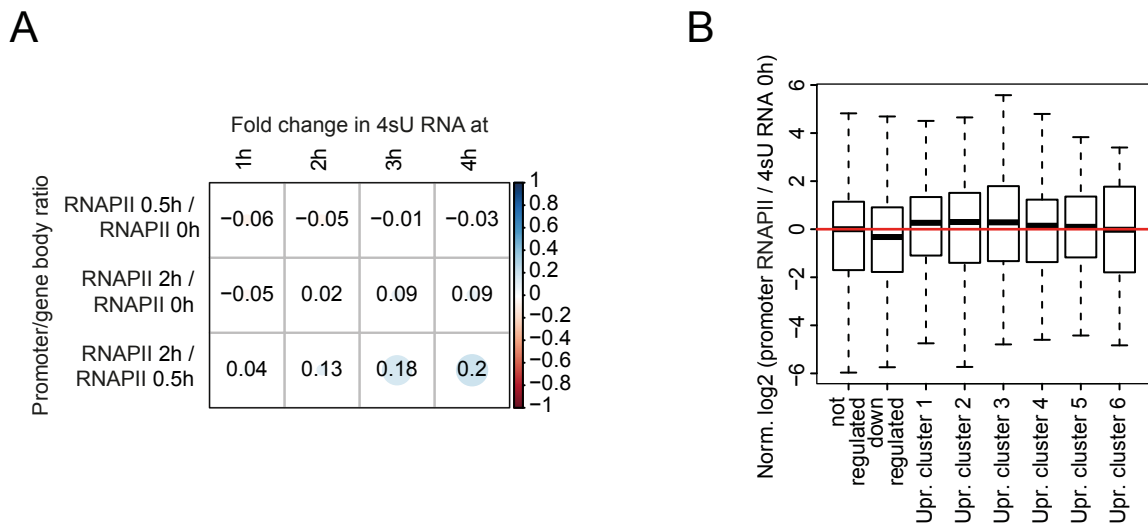 A
Fold change in 4sU RNA at
1h 2h 3h 4h
Promoter/gene body ratio
RNAPII 0.5h /
RNAPII 0h
−0.06 −0.05 −0.01 −0.03
RNAPII 2h /
RNAPII 0h
−0.05 0.02 0.09 0.09
RNAPII 2h /
RNAPII 0.5h
0.04 0.13 0.18 0.2
1
0.8
0.6
0.4
0.2
0
−0.2
−0.4
−0.6
−0.8
−1
B
Norm. log2 (promoter RNAPII / 4sU RNA 0h)
6
4
2
0
−2
−4
−6
not
regulated
down
regulated
Upr. cluster 1
Upr. cluster 2
Upr. cluster 3
Upr. cluster 4
Upr. cluster 5
Upr. cluster 6